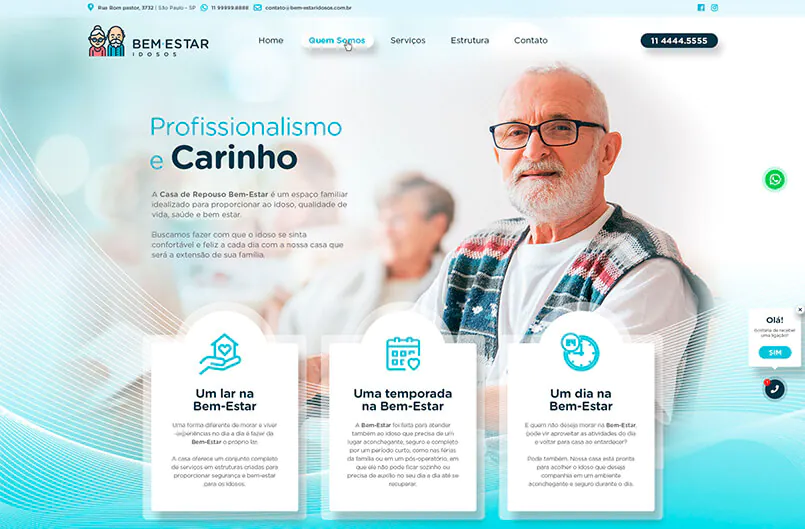 Rua Bom pastor, 3732 | São Paulo - SP 11 99999.8888 contato@bem-estaridosos.com.br
BEM-ESTAR
IDOSOS
Home Quem Somos Serviços Estrutura Contato 11 4444.5555
Profissionalismo
e Carinho
A Casa de Repouso Bem-Estar é um espaço familiar
idealizado para proporcionar ao idoso, qualidade de
vida, saúde e bem estar.
Buscamos fazer com que o idoso se sinta
confortável e feliz a cada dia com a nossa casa que
será a extensão de sua família.
Olá!
Gostaria de receber
uma ligação?
SIM
Um lar na
Bem-Estar
Uma forma diferente de morar e viver
experiências no dia a dia é fazer da
Bem-Estar o próprio lar.
A casa oferece um conjunto completo
de serviços em estruturas criadas para
proporcionar segurança e bem-estar
para os idosos.
Uma temporada
na Bem-Estar
A Bem-Estar foi feita para atender
também ao idoso que precisa de um
lugar aconchegante, seguro e completo
por um período curto, como nas férias
da família ou em um pós-operatório, em
que ele não pode ficar sozinho ou
precisa de auxílio no seu dia a dia até se
recuperar.
Um dia na
Bem-Estar
E quem não deseja morar na Bem-Estar,
pode vir aproveitar as atividades do dia
e voltar para casa ao entardecer?
Pode também. Nossa casa está pronta
para acolher o idoso que deseja
companhia em um ambiente
aconchegante e seguro durante o dia.